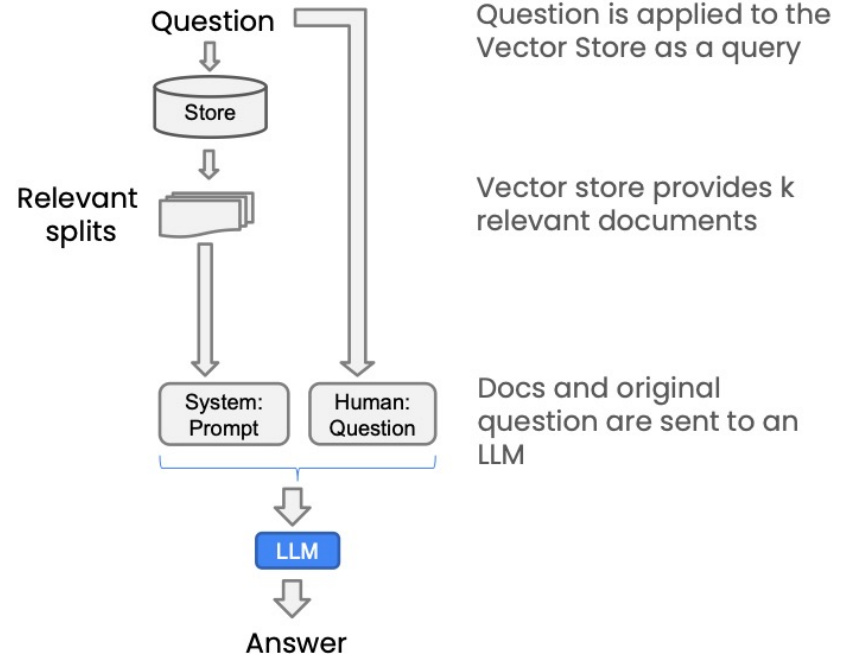 Question
Question is applied to the
Vector Store as a query
Store
Relevant
splits
Vector store provides k
relevant documents
System:
Prompt
Human:
Question
Docs and original
question are sent to an
LLM
LLM
Answer